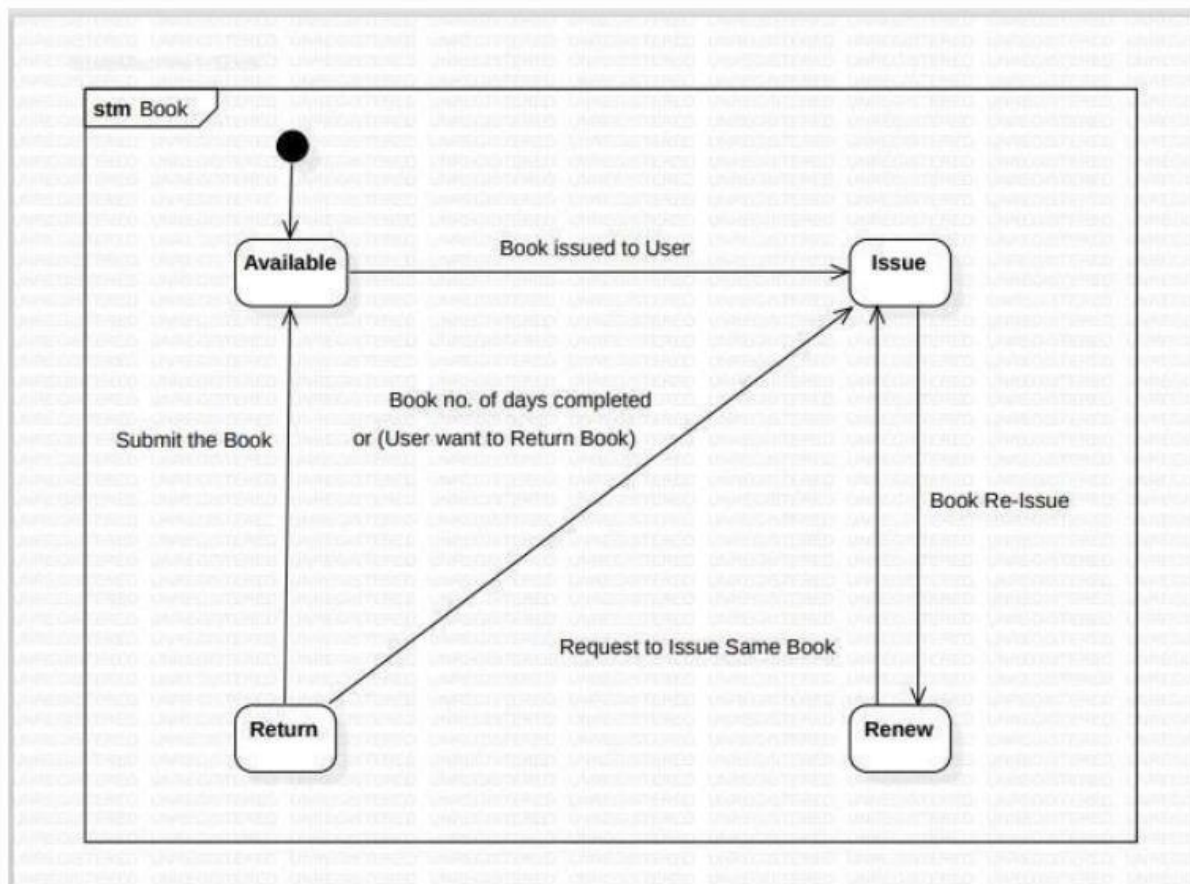 stm Book
Available
Book issued to User
Issue
Book no. of days completed
or (User want to Return Book)
Submit the Book
Book Re-Issue
Request to Issue Same Book
Return
Renew
UNREGISTERED